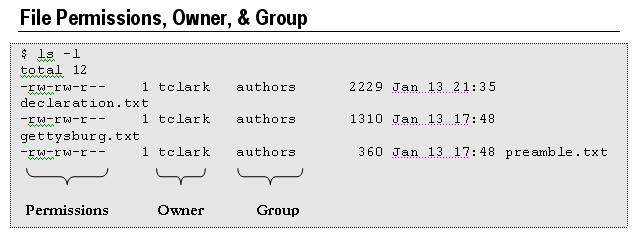 File Permissions, Owner, & Group
$ ls -l
total 12
-rw-rw-r-- 1 tclark authors 2229 Jan 13 21:35
declaration.txt
-rw-rw-r-- 1 tclark authors 1310 Jan 13 17:48
gettysburg.txt
-rw-rw-r-- 1 tclark authors 360 Jan 13 17:48 preamble.txt
Permissions Owner Group